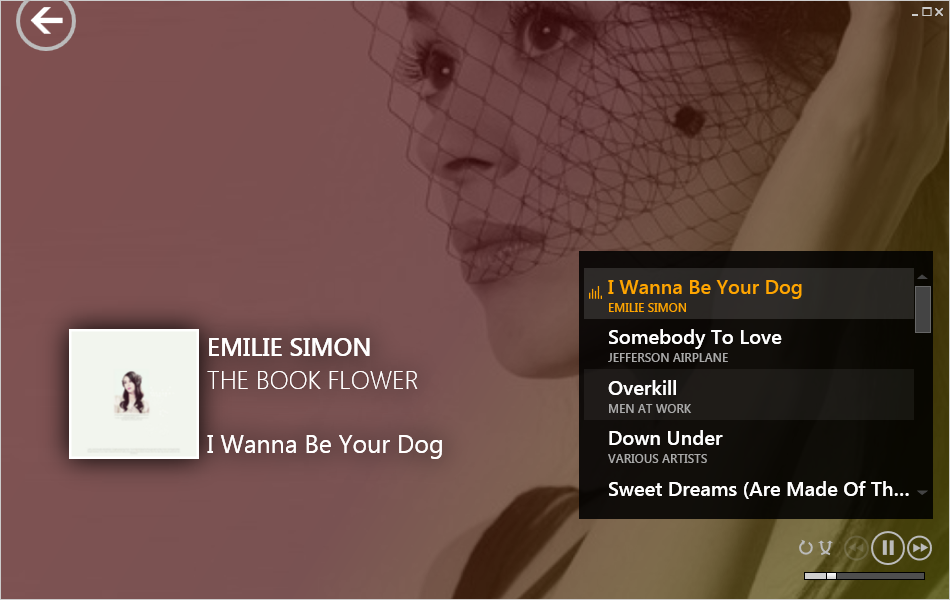 EMILIE SIMON
THE BOOK FLOWER
I Wanna Be Your Dog
I Wanna Be Your Dog
EMILIE SIMON
Somebody To Love
JEFFERSON AIRPLANE
Overkill
MEN AT WORK
Down Under
VARIOUS ARTISTS
Sweet Dreams (Are Made Of Th...